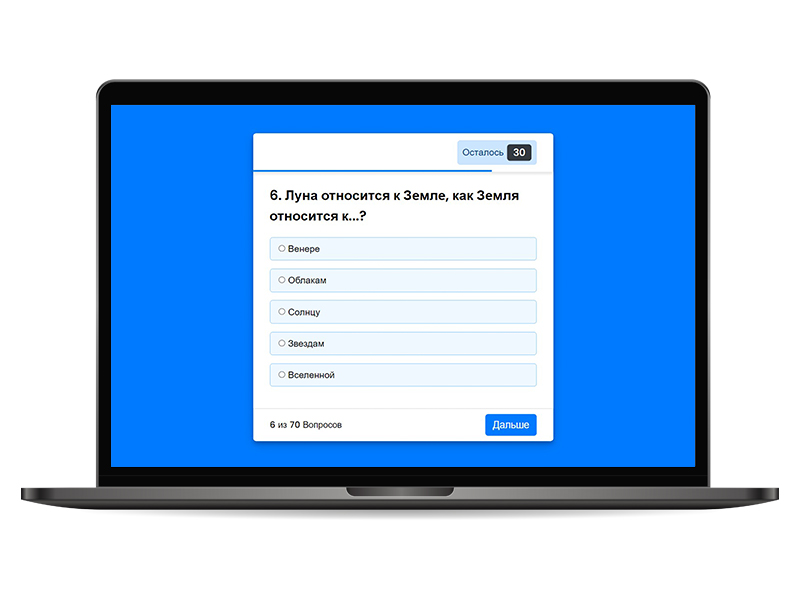 Осталось 30
6. Луна относится к Земле, как Земля
относится к...?
Венере
Облакам
Солнцу
Звездам
Вселенной
6 из 70 Вопросов
Дальше